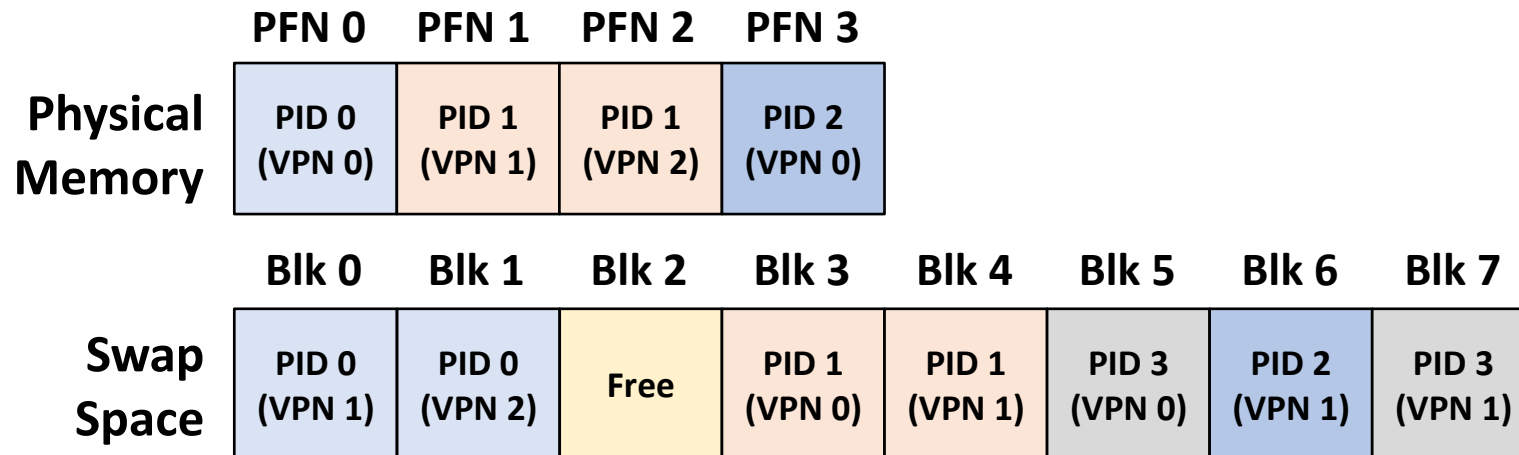 PFN 0 PFN 1 PFN 2 PFN 3
Physical
Memory
PID 0
(VPN 0)
PID 1
(VPN 1)
PID 1
(VPN 2)
PID 2
(VPN 0)
Blk 0 Blk 1 Blk 2 Blk 3 Blk 4 Blk 5 Blk 6 Blk 7
Swap
Space
PID 0
(VPN 1)
PID 0
(VPN 2)
Free
PID 1
(VPN 0)
PID 1
(VPN 1)
PID 3
(VPN 0)
PID 2
(VPN 1)
PID 3
(VPN 1)